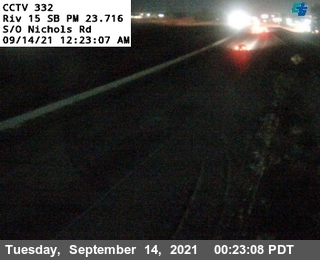 CCTV 332
Riv 15 SB PM 23.716
S/O Nichols Rd
09/14/21 12:23:07 AM
Tuesday, September 14, 2021 00:23:08 PDT